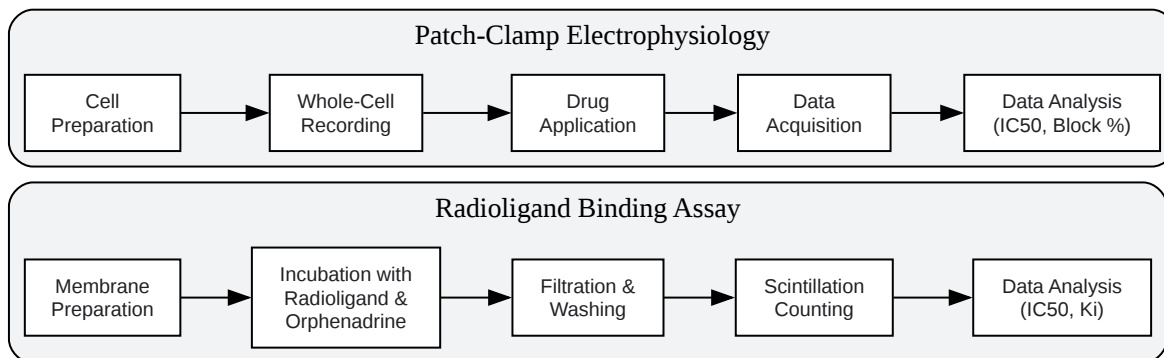 Patch-Clamp Electrophysiology
Cell
Preparation
Whole-Cell
Recording
Drug
Application
Data
Acquisition
Data Analysis
(IC50, Block %)
Radioligand Binding Assay
Membrane
Preparation
Incubation with
Radioligand &
Orphenadrine
Filtration &
Washing
Scintillation
Counting
Data Analysis
(IC50, Ki)